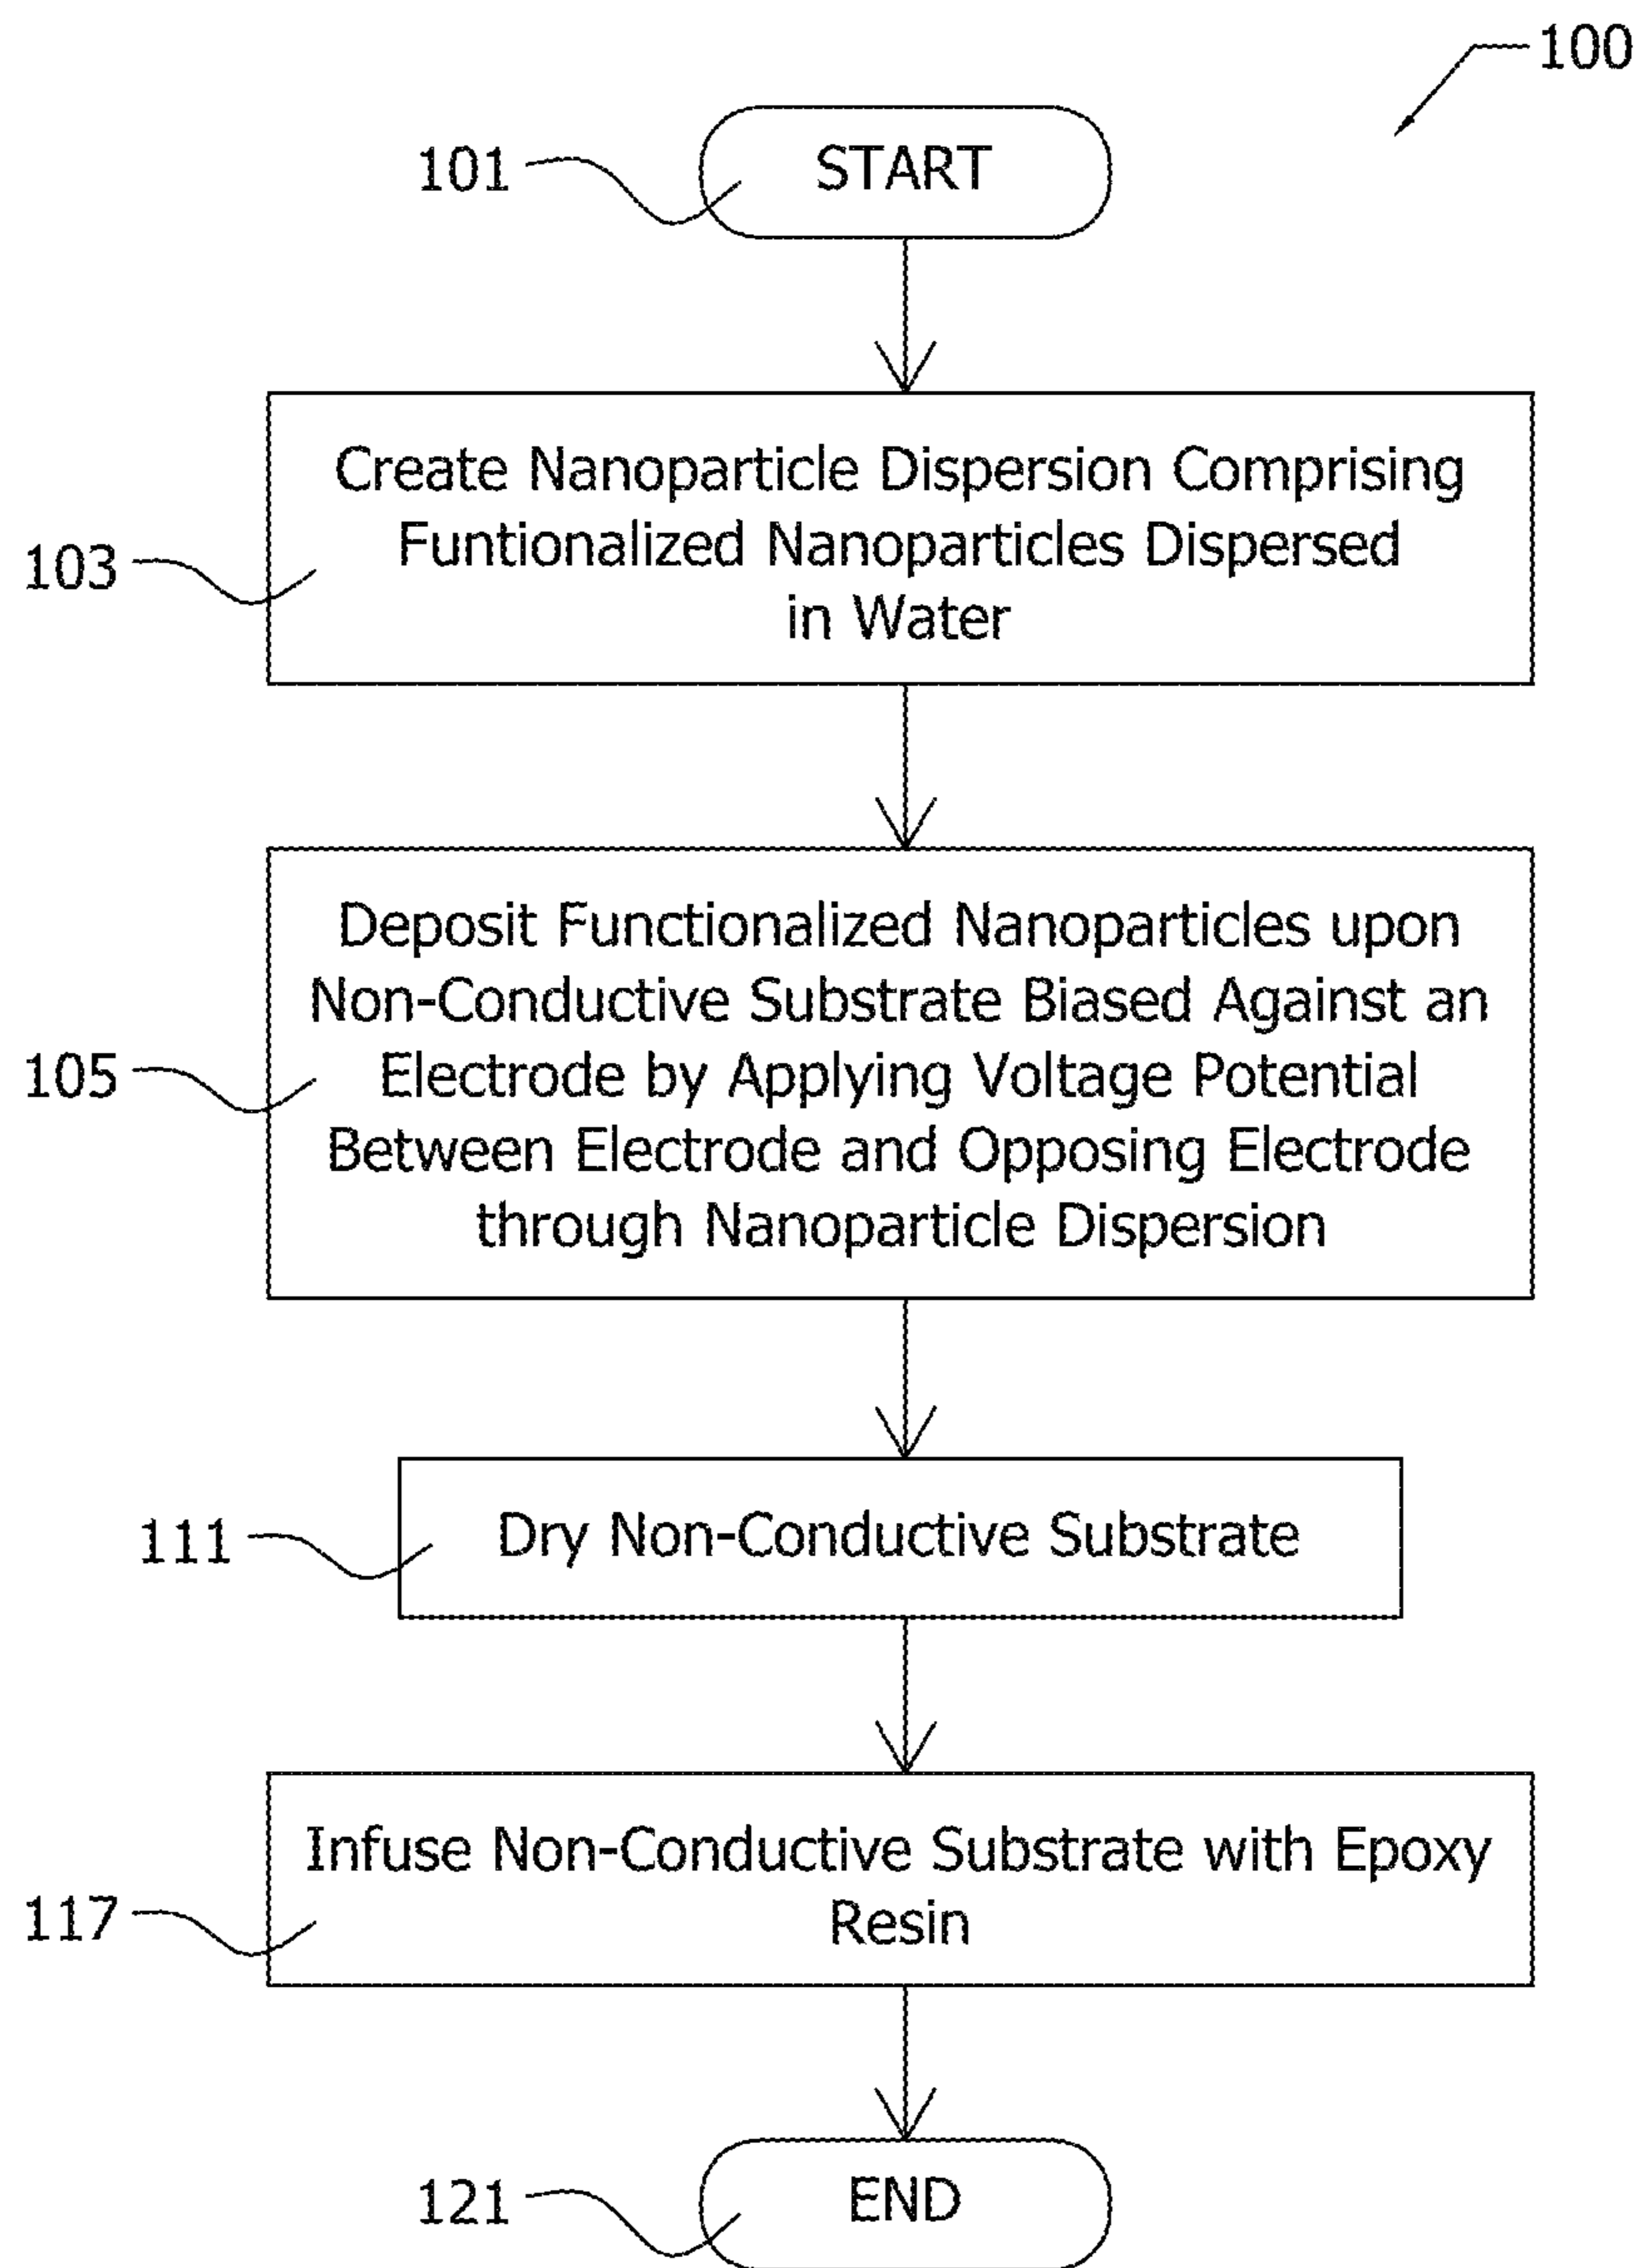 100
101
START
103
Create Nanoparticle Dispersion Comprising
Funtionalized Nanoparticles Dispersed
in Water
105
Deposit Functionalized Nanoparticles upon
Non-Conductive Substrate Biased Against an
Electrode by Applying Voltage Potential
Between Electrode and Opposing Electrode
through Nanoparticle Dispersion
111
Dry Non-Conductive Substrate
117
Infuse Non-Conductive Substrate with Epoxy
Resin
121
END